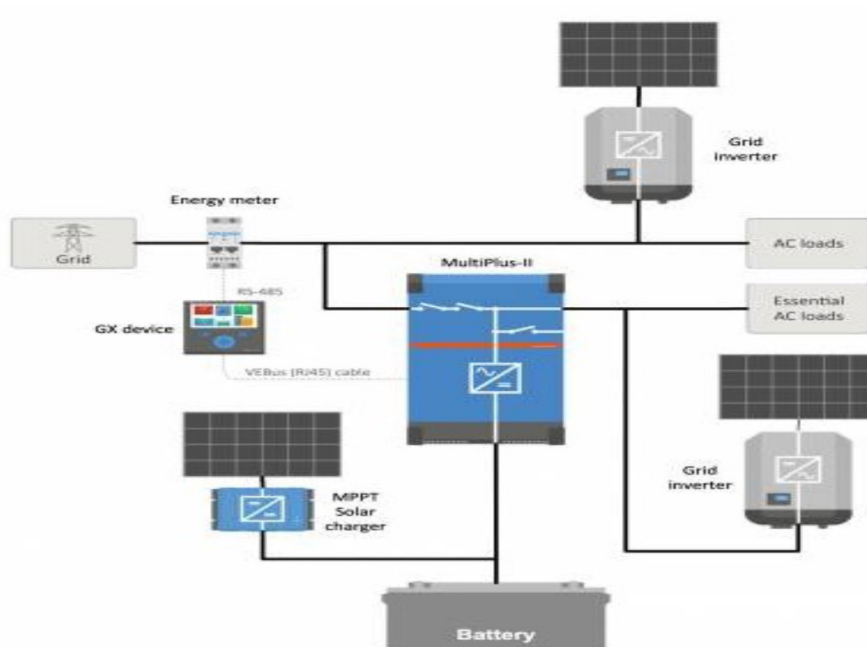 Grid
inverter
Energy meter
Grid
AC loads
MultiPlus-II
RS-485
Essential
AC loads
GX device
VEBus (RJ45) cable
MPPT
Solar
charger
Grid
inverter
Battery